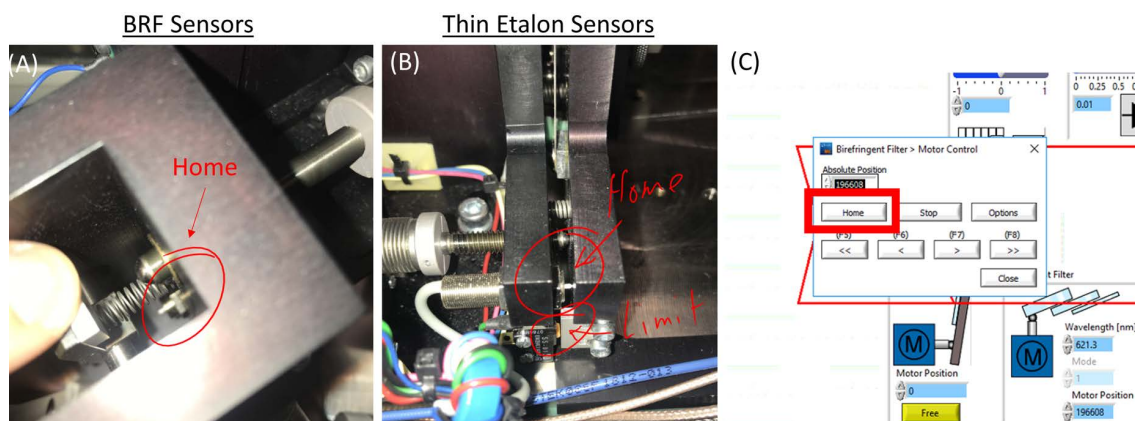 BRF Sensors
Thin Etalon Sensors
(A)
Home
(B)
Home
Limit
(C)
-1 0 1
0
0 0.25 0.5
0.01
Birefringent Filter > Motor Control
Absolute Position
196608
Home
Stop
Options
(F5)
(F6)
(F7)
(F8)
<<
<
>
>>
Close
t Filter
M
M
Motor Position
0
Free
Wavelength [nm]
621.3
Mode
1
Motor Position
196608